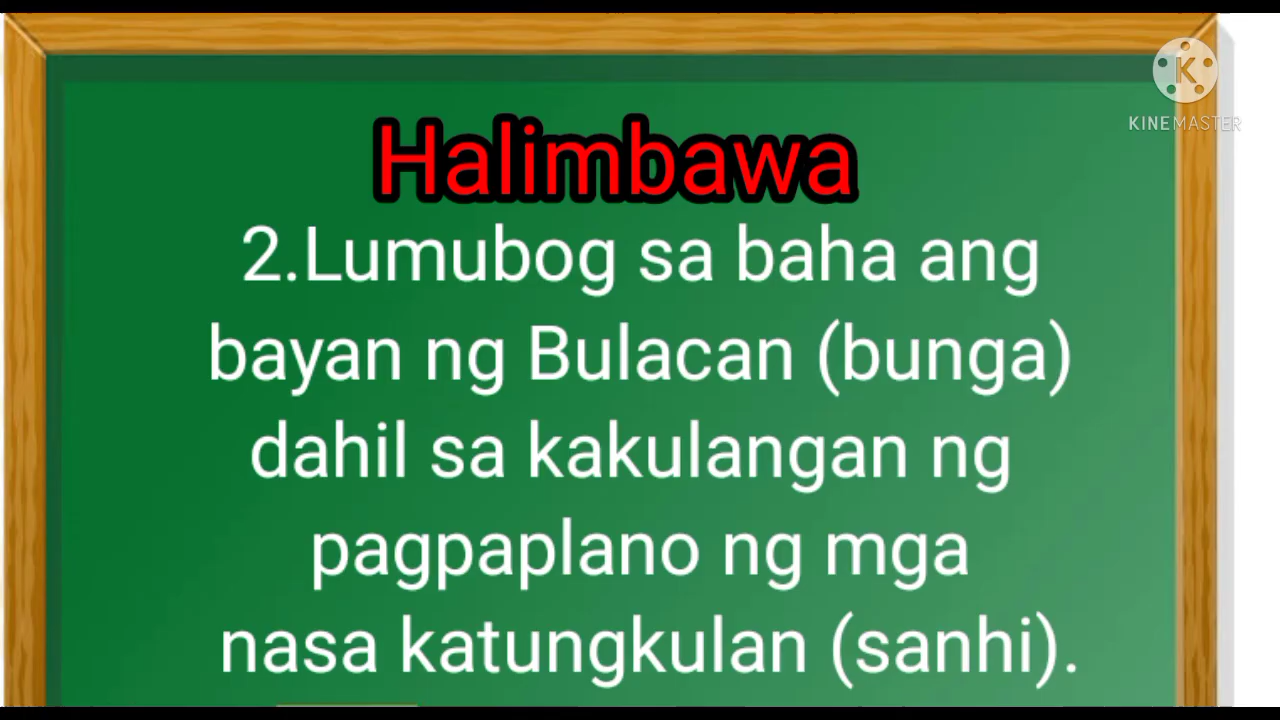 K
KINEMASTER
Halimbawa
2.Lumubog sa baha ang
bayan ng Bulacan (bunga)
dahil sa kakulangan ng
pagpaplano ng mga
nasa katungkulan (sanhi).